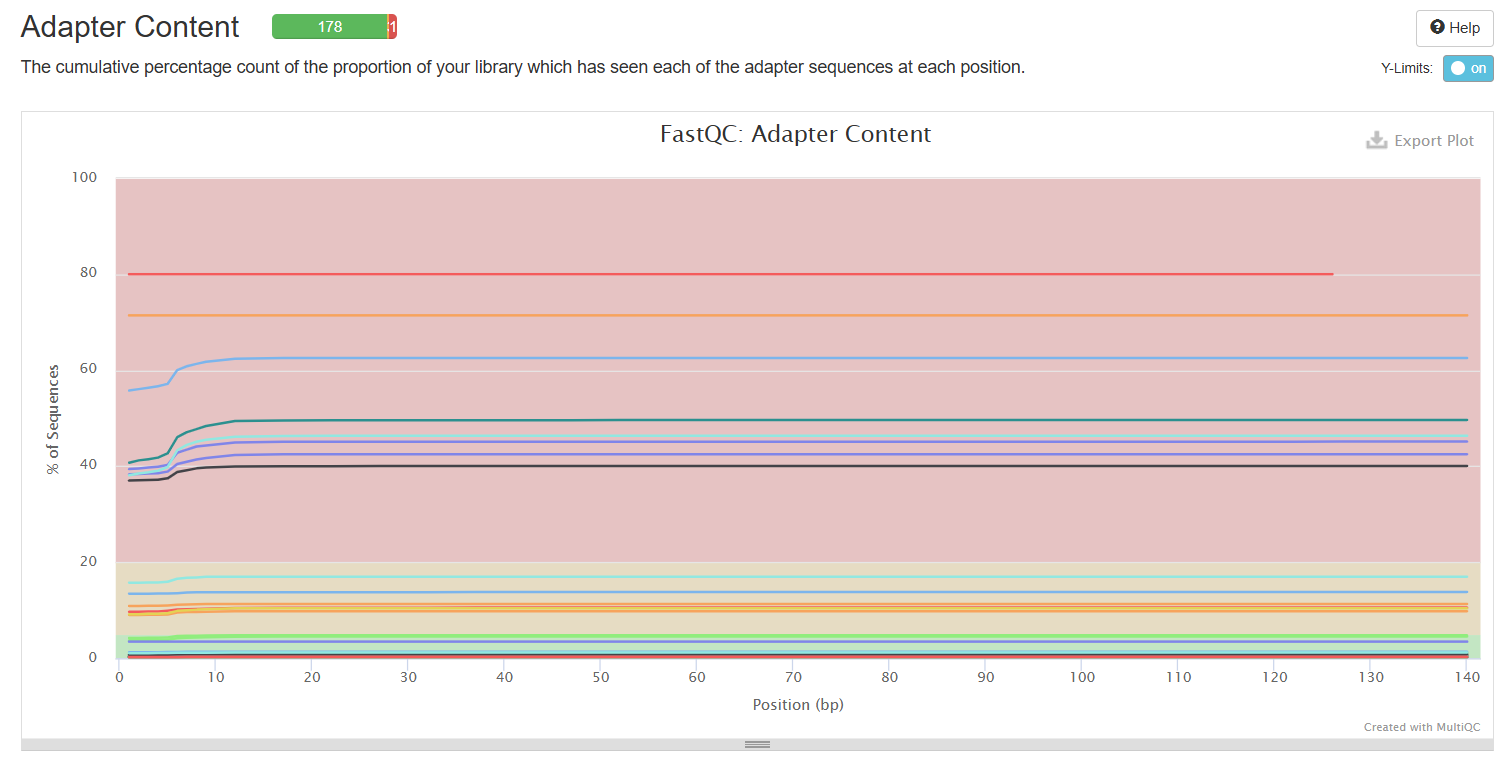 Adapter Content 178
Help
The cumulative percentage count of the proportion of your library which has seen each of the adapter sequences at each position.
Y-Limits: on
FastQC: Adapter Content
Export Plot
% of Sequences
100
80
60
40
20
0
0 10 20 30 40 50 60 70 80 90 100 110 120 130 140
Position (bp)
Created with MultiQC